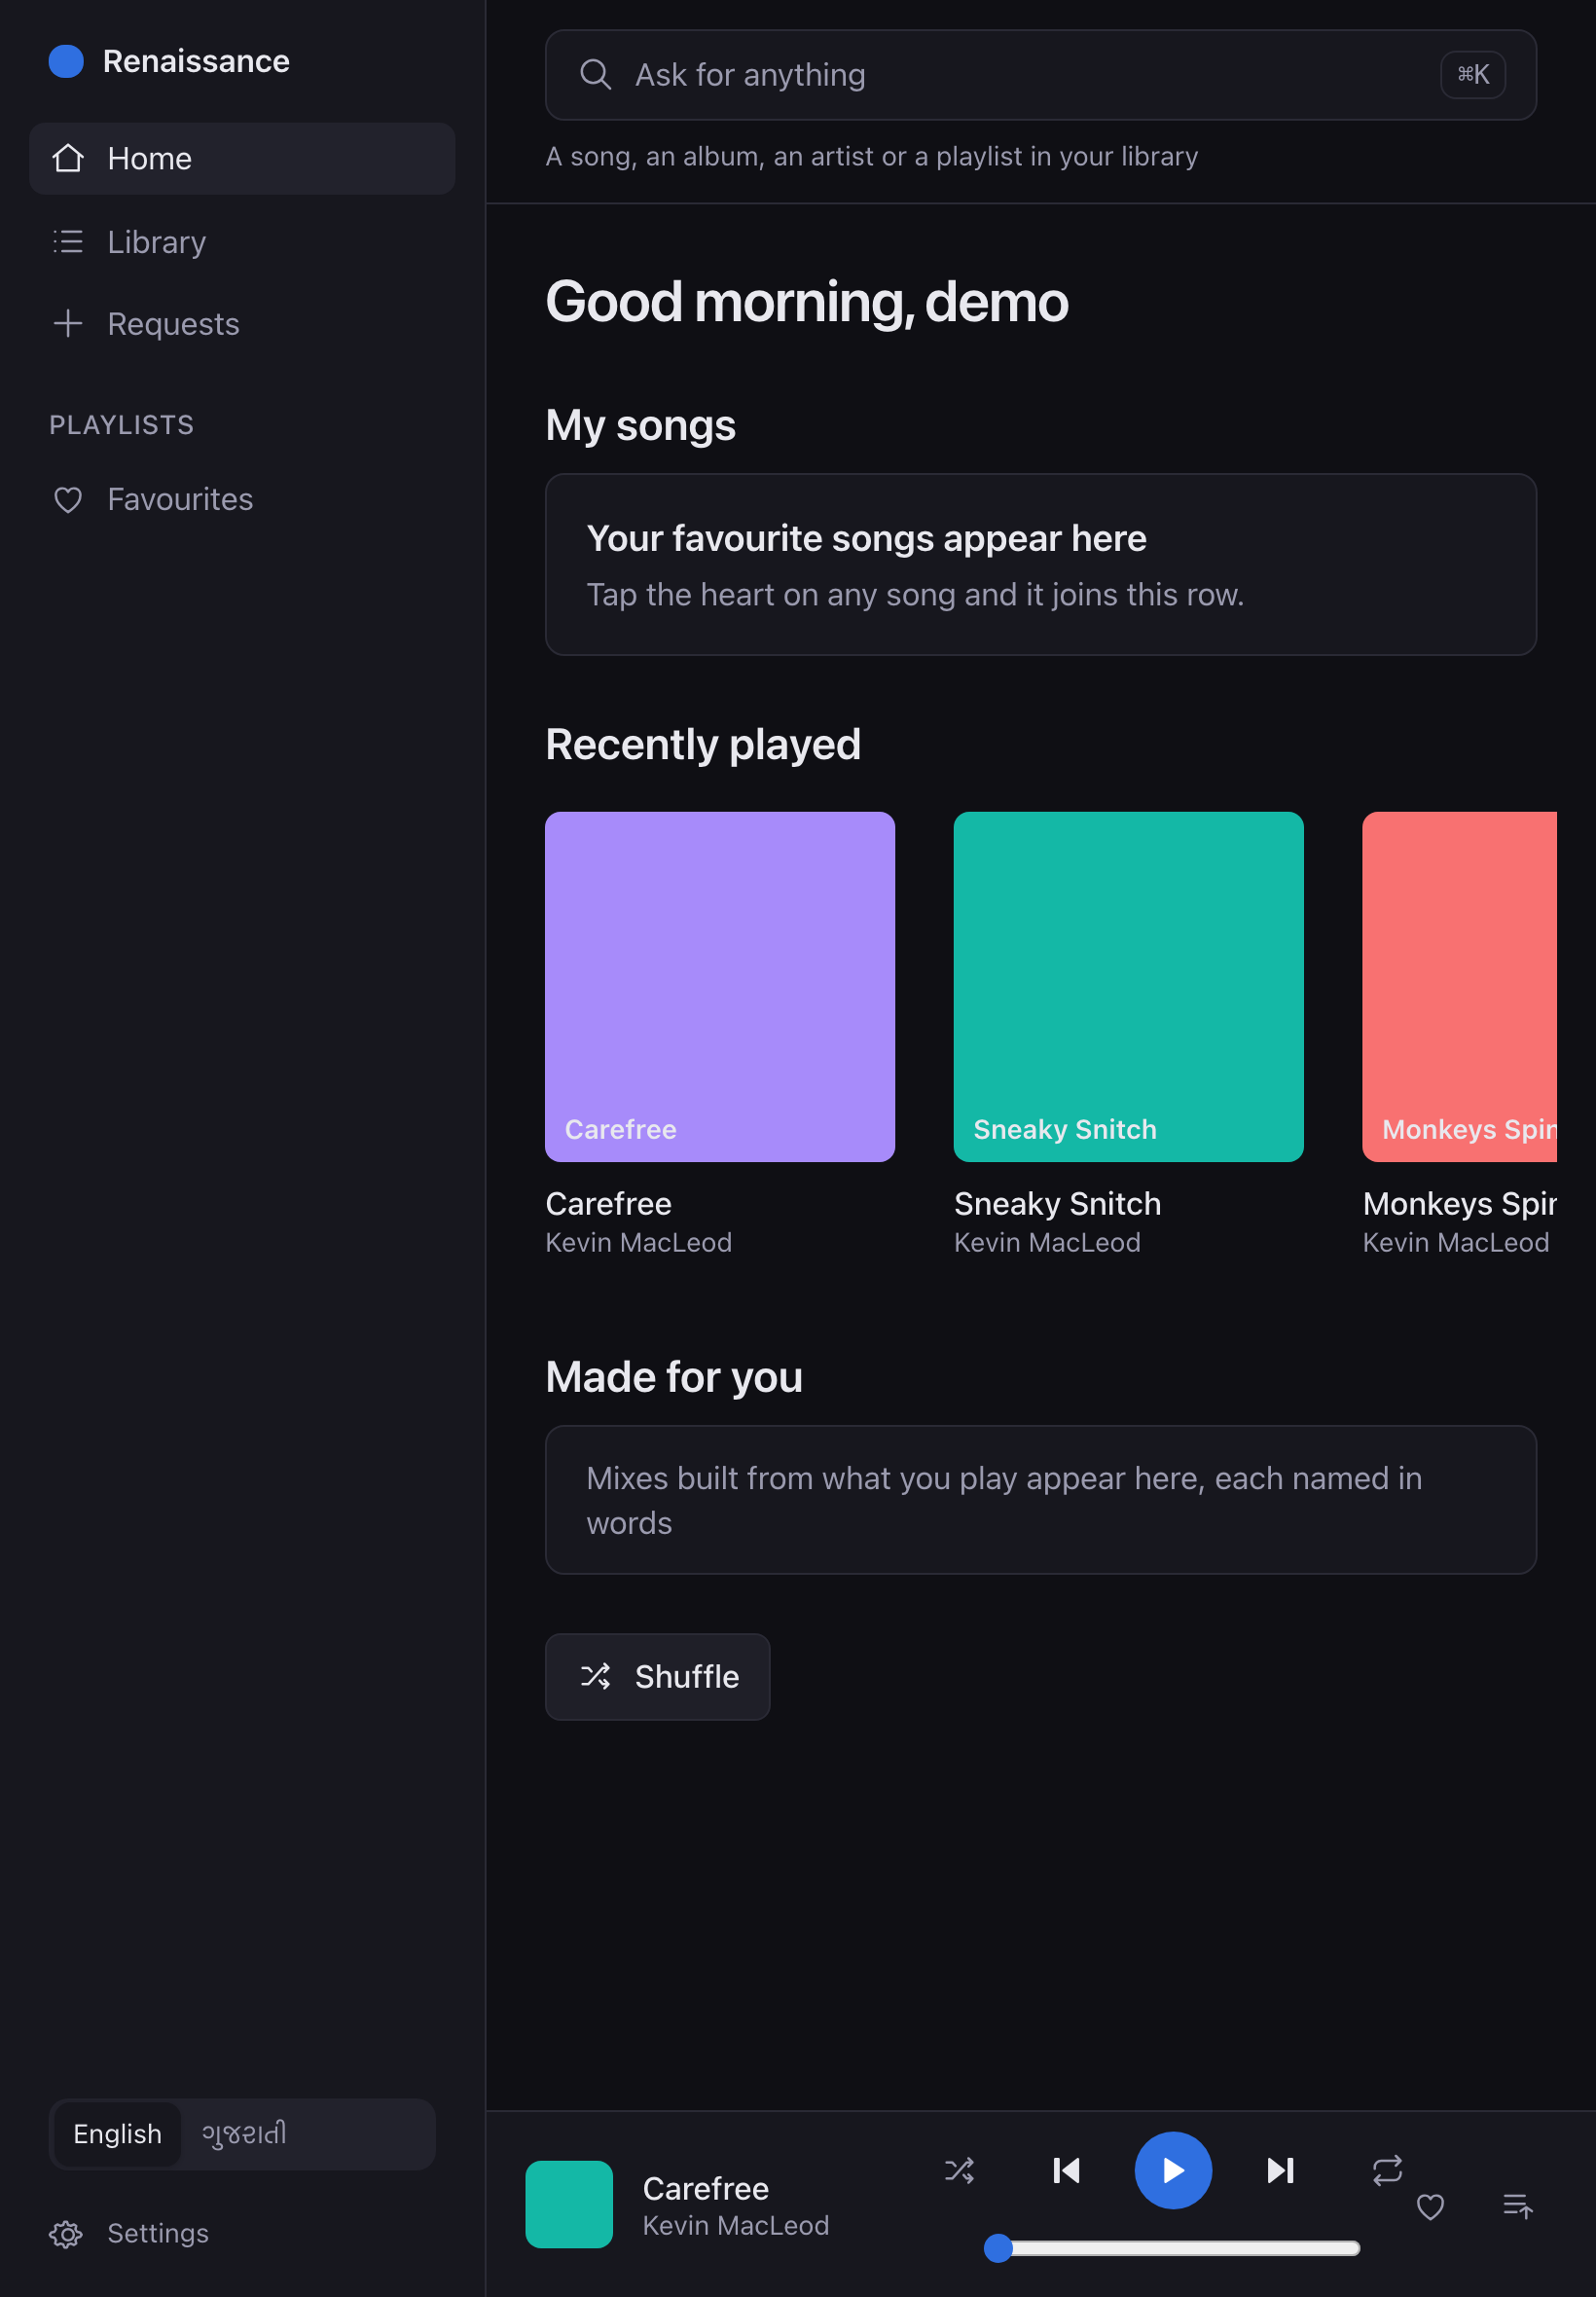 Renaissance
Home
Library
Requests
PLAYLISTS
Favourites
English
ગુજરાતી
Settings
Ask for anything
⌘K
A song, an album, an artist or a playlist in your library
Good morning, demo
My songs
Your favourite songs appear here
Tap the heart on any song and it joins this row.
Recently played
Carefree
Sneaky Snitch
Monkeys Spin
Carefree
Kevin MacLeod
Sneaky Snitch
Kevin MacLeod
Monkeys Spin
Kevin MacLeod
Made for you
Mixes built from what you play appear here, each named in
words
Shuffle
Carefree
Kevin MacLeod